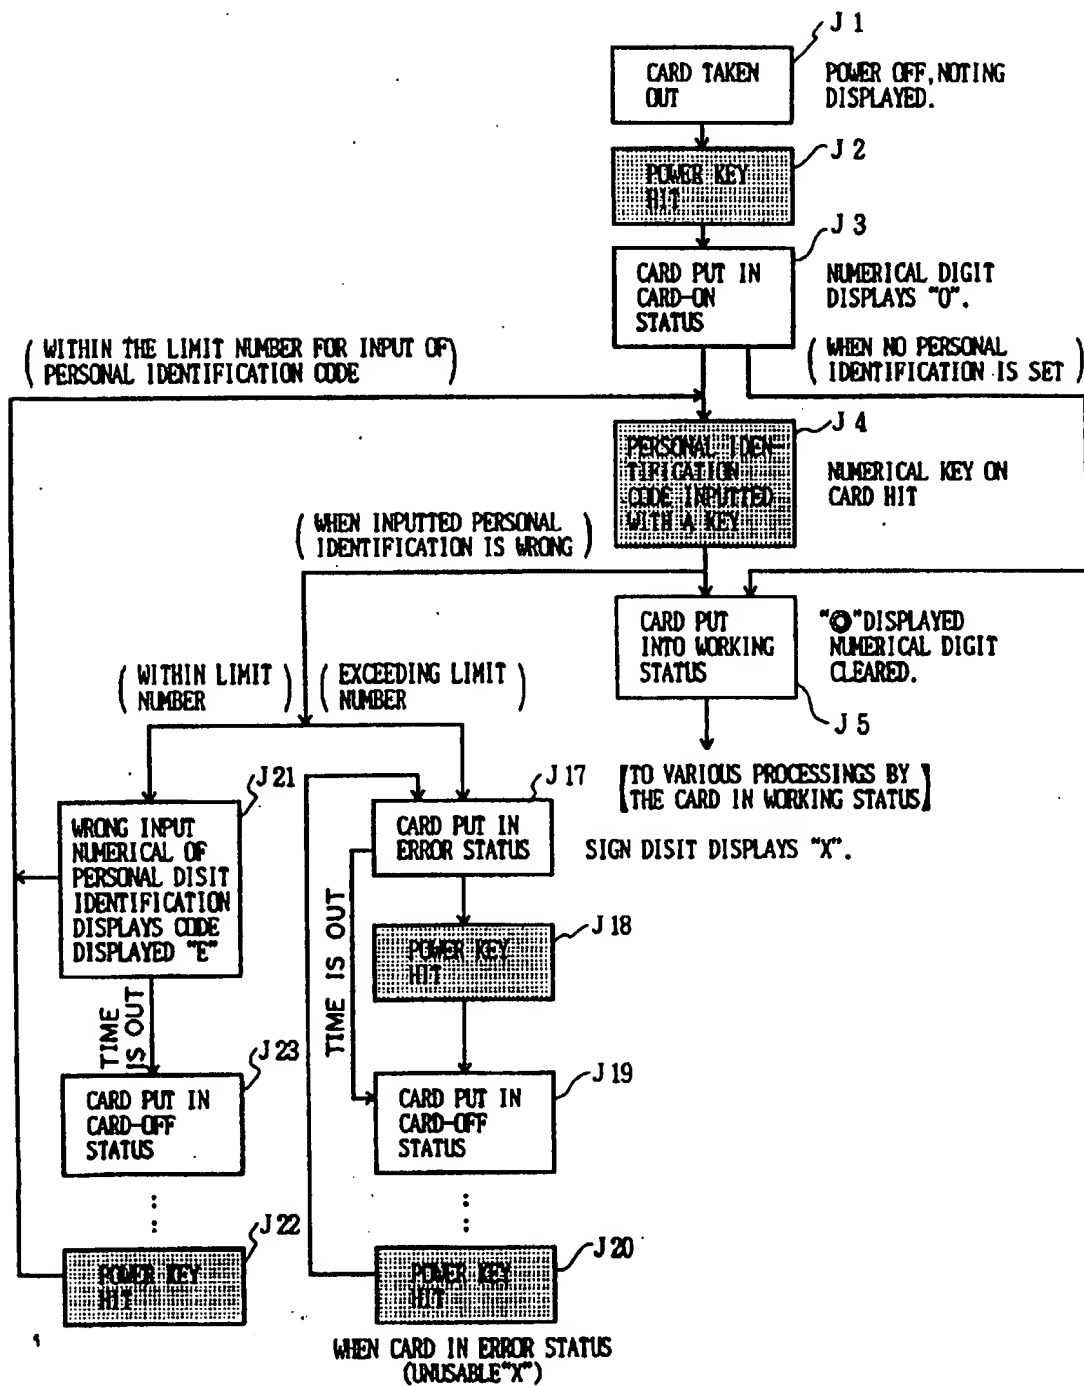 J 1
CARD TAKEN
OUT
POWER OFF, NOTING
DISPLAYED.
J 2
POWER KEY
HIT
J 3
CARD PUT IN
CARD-ON
STATUS
NUMERICAL DIGIT
DISPLAYS "0".
(WITHIN THE LIMIT NUMBER FOR INPUT OF
PERSONAL IDENTIFICATION CODE)
(WHEN NO PERSONAL
IDENTIFICATION IS SET)
J 4
PERSONAL IDEN-
TIFICATION
CODE INPUTTED
WITH A KEY
NUMERICAL KEY ON
CARD HIT
(WHEN INPUTTED PERSONAL
IDENTIFICATION IS WRONG)
CARD PUT
INTO WORKING
STATUS
"◎"DISPLAYED
NUMERICAL DIGIT
CLEARED.
J 5
(WITHIN LIMIT
NUMBER)
(EXCEEDING LIMIT
NUMBER)
[TO VARIOUS PROCESSINGS BY
THE CARD IN WORKING STATUS]
J 21
WRONG INPUT
NUMERICAL OF
PERSONAL DISIT
IDENTIFICATION
DISPLAYS CODE
DISPLAYED "E"
J 17
CARD PUT IN
ERROR STATUS
SIGN DISIT DISPLAYS "X".
TIME IS OUT
J 18
POWER KEY
HIT
TIME
IS OUT
J 23
CARD PUT IN
CARD-OFF
STATUS
J 19
CARD PUT IN
CARD-OFF
STATUS
J 22
POWER KEY
HIT
J 20
POWER KEY
HIT
WHEN CARD IN ERROR STATUS
(UNUSABLE"X")